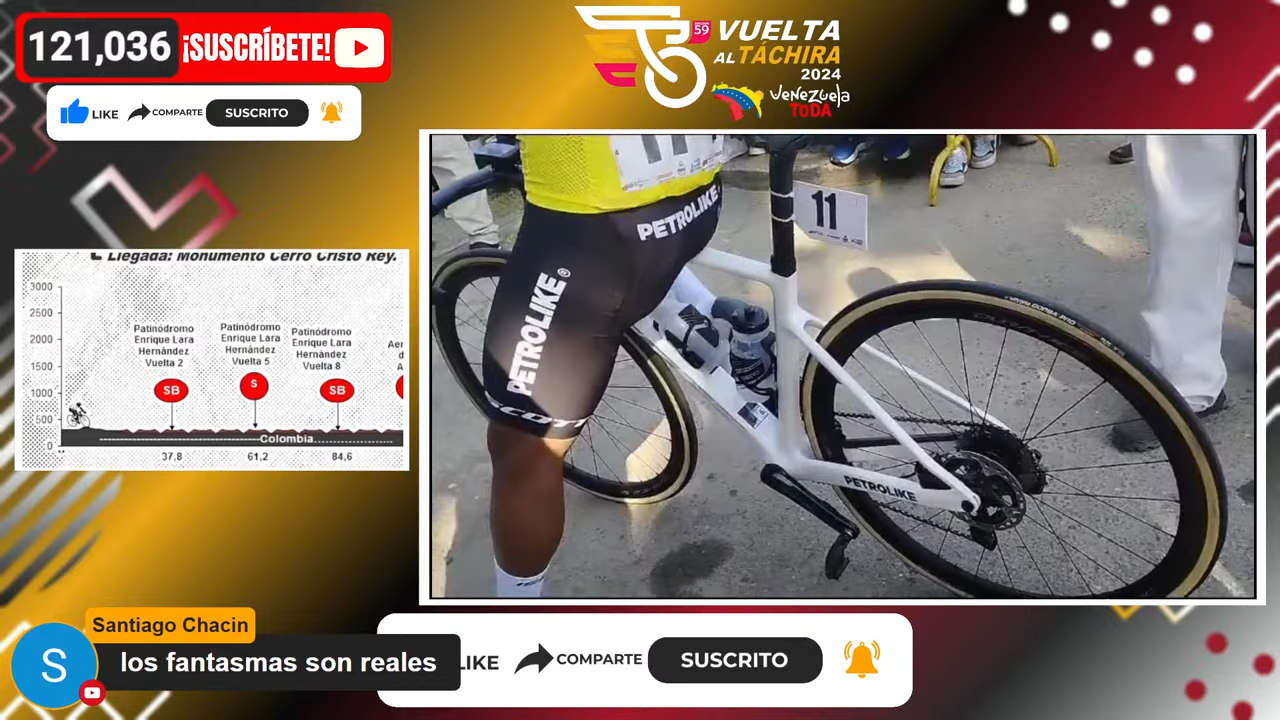 121,036
¡SUSCRÍBETE!
LIKE
COMPARTE
SUSCRITO
59
VUELTA
AL TÁCHIRA
2024
Venezuela
TODA
Llegada: Monumento Cerro Cristo Rey.
3000
2500
2000
1500
1000
500
0
Patinódromo
Enrique Lara
Hernández
Vuelta 2
SB
37,8
Patinódromo
Enrique Lara
Hernández
Vuelta 5
S
61,2
Patinódromo
Enrique Lara
Hernández
Vuelta 8
SB
84,6
Colombia
11
PETROLIKE
PETROLIKE
SCOTT
PETROLIKE
Santiago Chacin
S
los fantasmas son reales
LIKE
COMPARTE
SUSCRITO